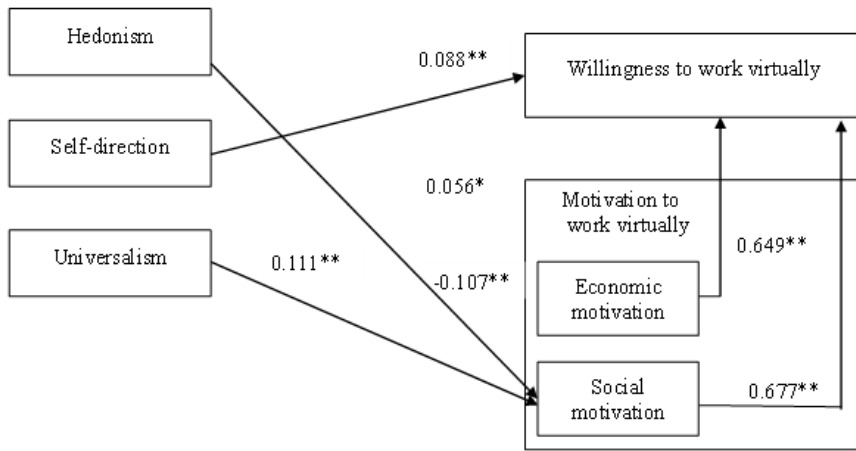 Hedonism
0.088**
Willingness to work virtually
Self-direction
0.056*
Motivation to
work virtually
Universalism
0.111**
-0.107**
0.649**
Economic
motivation
Social
motivation
0.677**